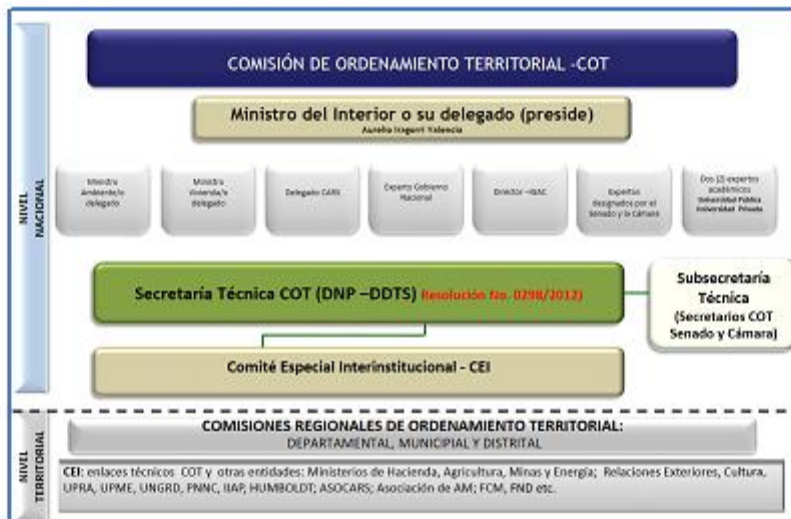 COMISIÓN DE ORDENAMIENTO TERRITORIAL -COT
Ministro del Interior o su delegado (preside)
Aurelio Iragorri Valencia
NIVEL
NACIONAL
Ministro
Ambiente/o
delegado
Ministro
Vivienda/o
delegado
Delegado CARS
Experto Gobierno
Nacional
Director –IGAC
Expertos
designados por el
Senado y la Cámara
Dos (2) expertos
académicos
Universidad Pública
Universidad Privada
Secretaría Técnica COT (DNP –DDTS) Resolución No. 0298/2012)
Subsecretaría
Técnica
(Secretarios COT
Senado y Cámara)
Comité Especial Interinstitucional - CEI
NIVEL
TERRITORIAL
COMISIONES REGIONALES DE ORDENAMIENTO TERRITORIAL:
DEPARTAMENTAL, MUNICIPAL Y DISTRITAL
CEI: enlaces técnicos COT y otras entidades: Ministerios de Hacienda, Agricultura, Minas y Energía; Relaciones Exteriores, Cultura,
UPRA, UPME, UNGRD, PNNC, IIAP, HUMBOLDT; ASOCARS; Asociación de AM; FCM, FND etc.